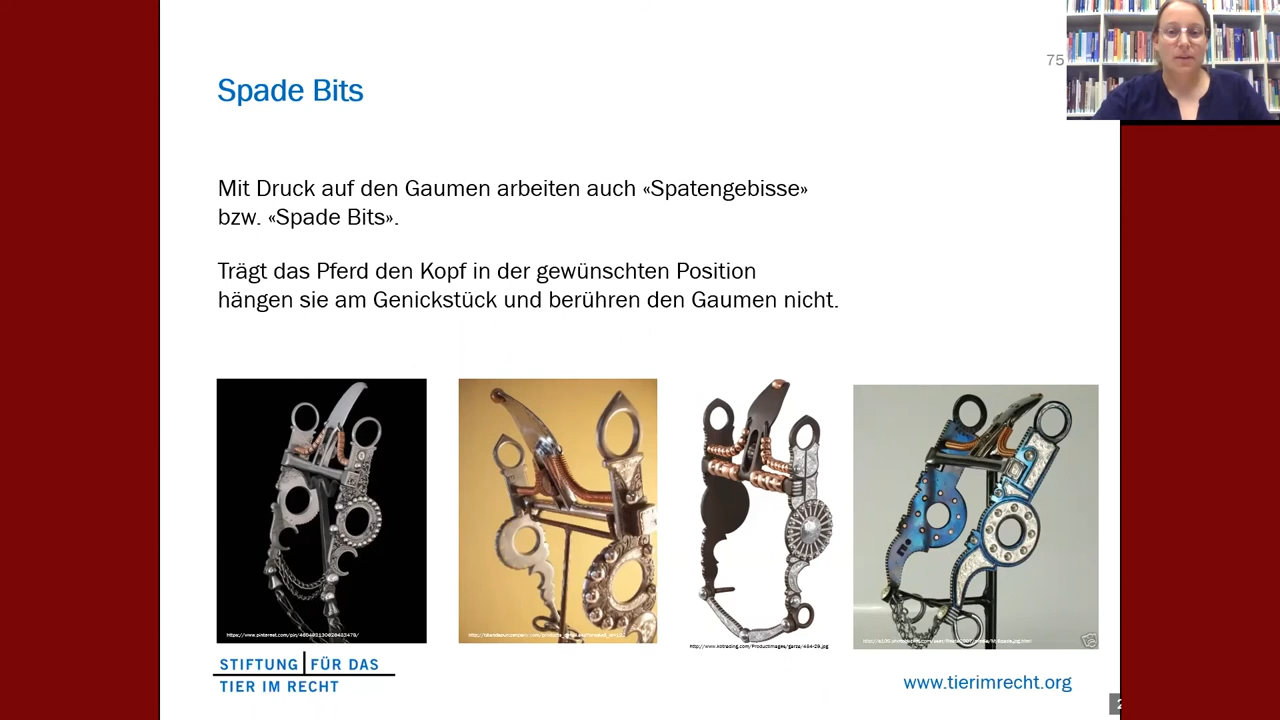 75
Spade Bits
Mit Druck auf den Gaumen arbeiten auch «Spatengebisse»
bzw. «Spade Bits».
Trägt das Pferd den Kopf in der gewünschten Position
hängen sie am Genickstück und berühren den Gaumen nicht.
STIFTUNG FÜR DAS
TIER IM RECHT
www.tierimrecht.org